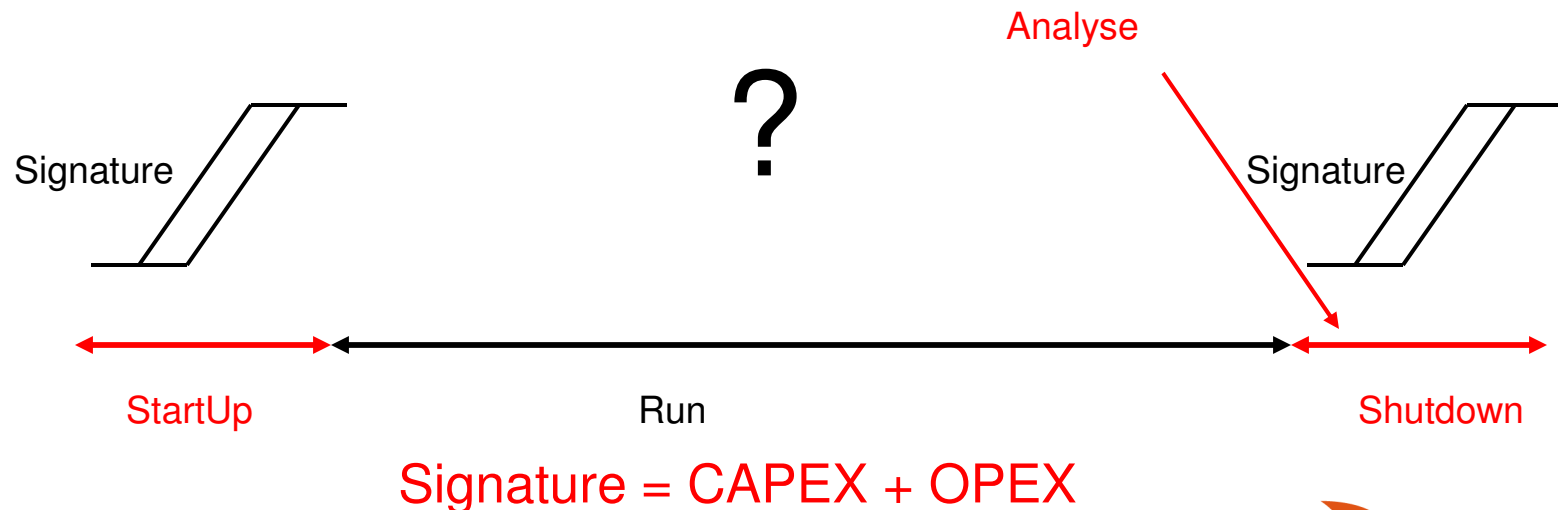 Analyse
?
Signature
Signature
StartUp
Run
Shutdown
Signature = CAPEX + OPEX